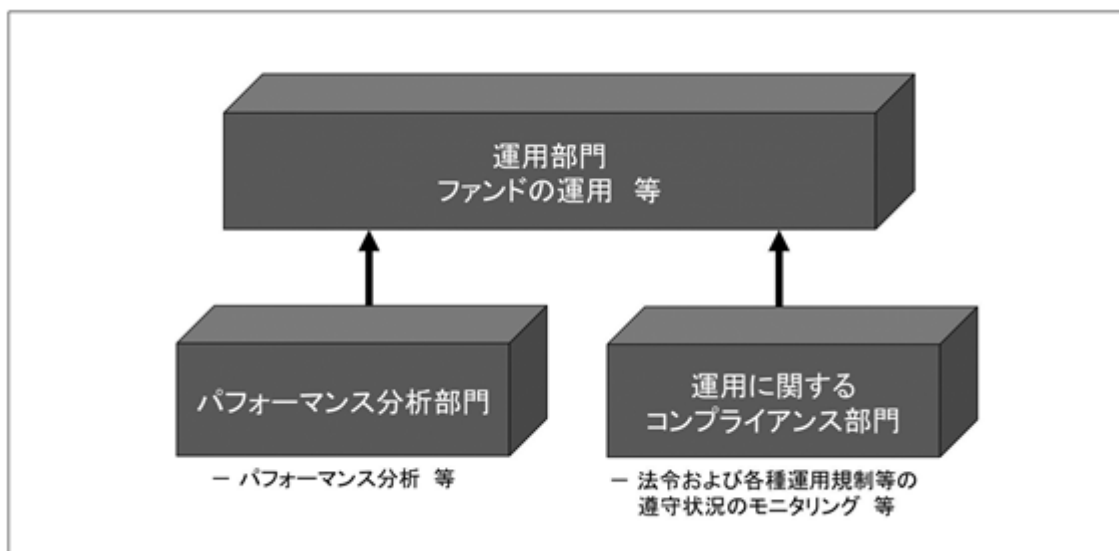 運用部門
ファンドの運用 等
パフォーマンス分析部門
－ パフォーマンス分析 等
運用に関する
コンプライアンス部門
－ 法令および各種運用規制等の
遵守状況のモニタリング 等